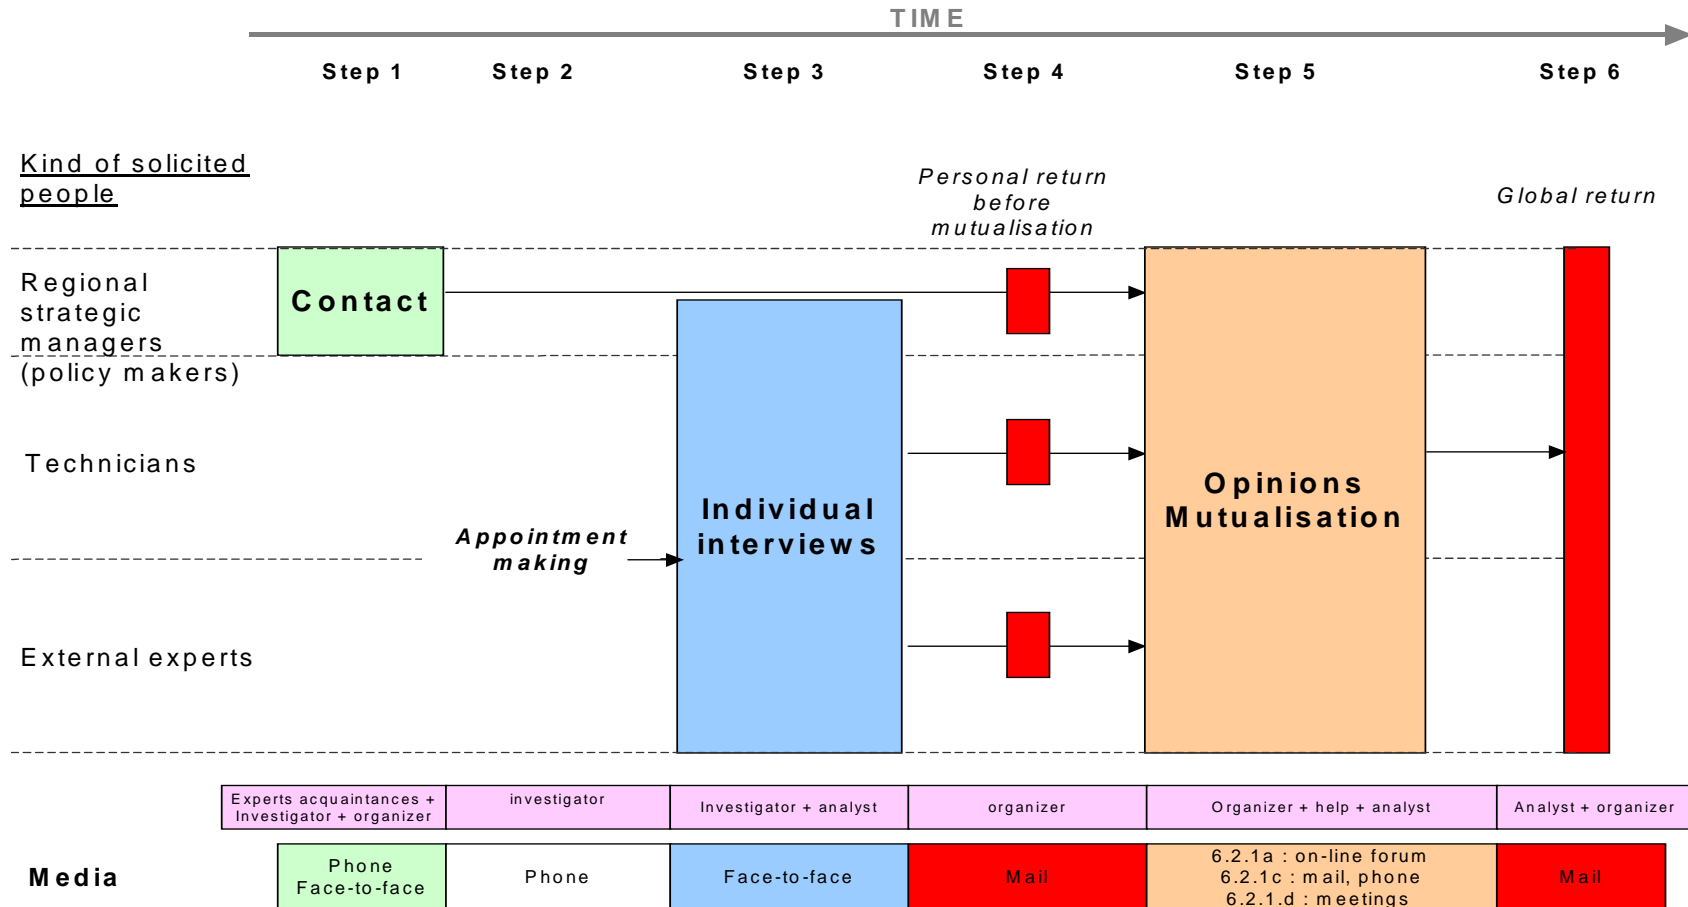 TIME
Step 1 Step 2 Step 3 Step 4 Step 5 Step 6
Kind of solicited
people
Personal return
before
mutualisation
Global return
Regional
strategic
managers
(policy makers)
Contact
Technicians
Appointment
making
Individual
interviews
Opinions
Mutualisation
External experts
Experts acquaintances +
Investigator + organizer
investigator
Investigator + analyst
organizer
Organizer + help + analyst
Analyst + organizer
Media
Phone
Face-to-face
Phone
Face-to-face
Mail
6.2.1a : on-line forum
6.2.1c : mail, phone
6.2.1.d : meetings
Mail